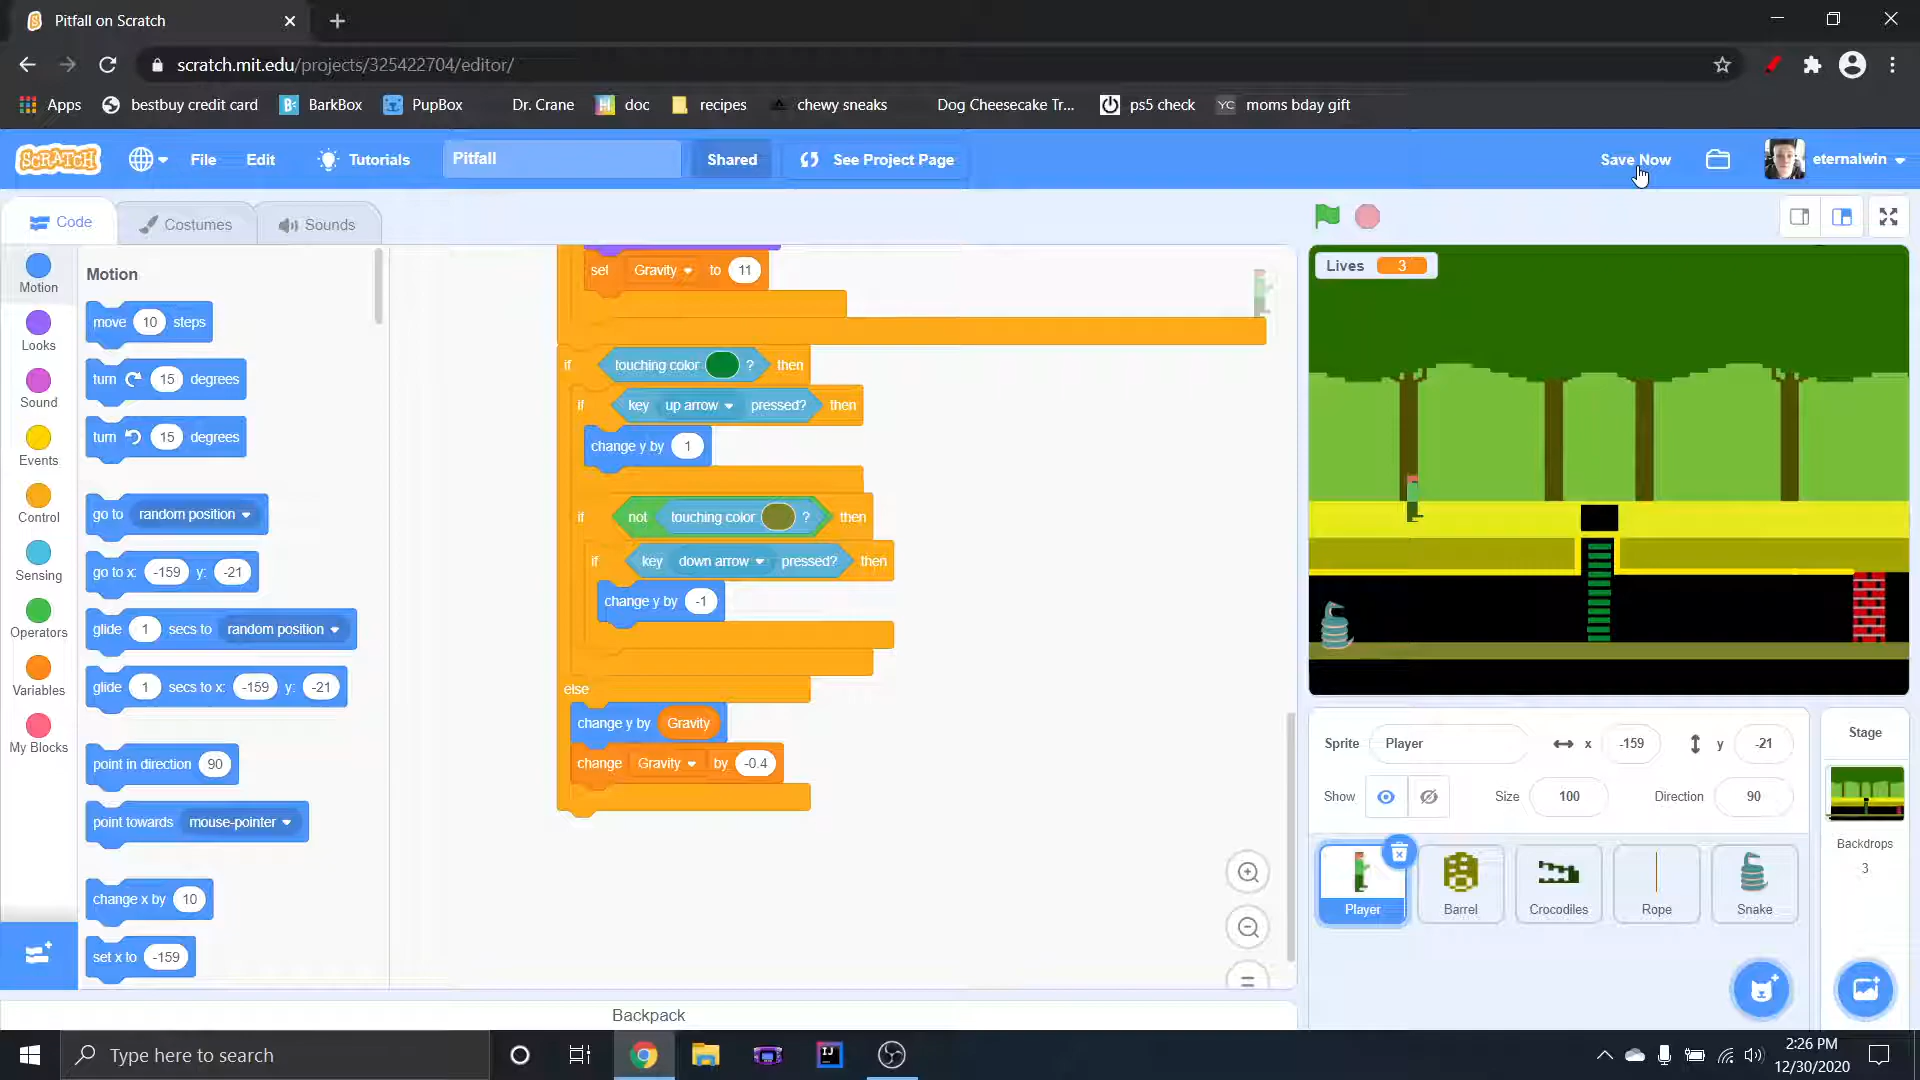 Pitfall on Scratch
scratch.mit.edu/projects/325422704/editor/
Apps bestbuy credit card BarkBox PupBox Dr. Crane doc recipes chewy sneaks Dog Cheesecake Tr... ps5 check YC moms bday gift
SCRATCH File Edit Tutorials Pitfall Shared See Project Page Save Now eternalwin
Code Costumes Sounds
Motion
Looks
Sound
Events
Control
Sensing
Operators
Variables
My Blocks
Motion
move 10 steps
turn 15 degrees
turn 15 degrees
go to random position
go to x: -159 y: -21
glide 1 secs to random position
glide 1 secs to x: -159 y: -21
point in direction 90
point towards mouse-pointer
change x by 10
set x to -159
set Gravity to 11
if touching color ? then
if key up arrow pressed? then
change y by 1
if not touching color ? then
if key down arrow pressed? then
change y by -1
else
change y by Gravity
change Gravity by -0.4
Backpack
Lives 3
Sprite Player x -159 y -21
Show Size 100 Direction 90
Player Barrel Crocodiles Rope Snake
Stage
Backdrops
3
Type here to search
IJ
2:26 PM
12/30/2020